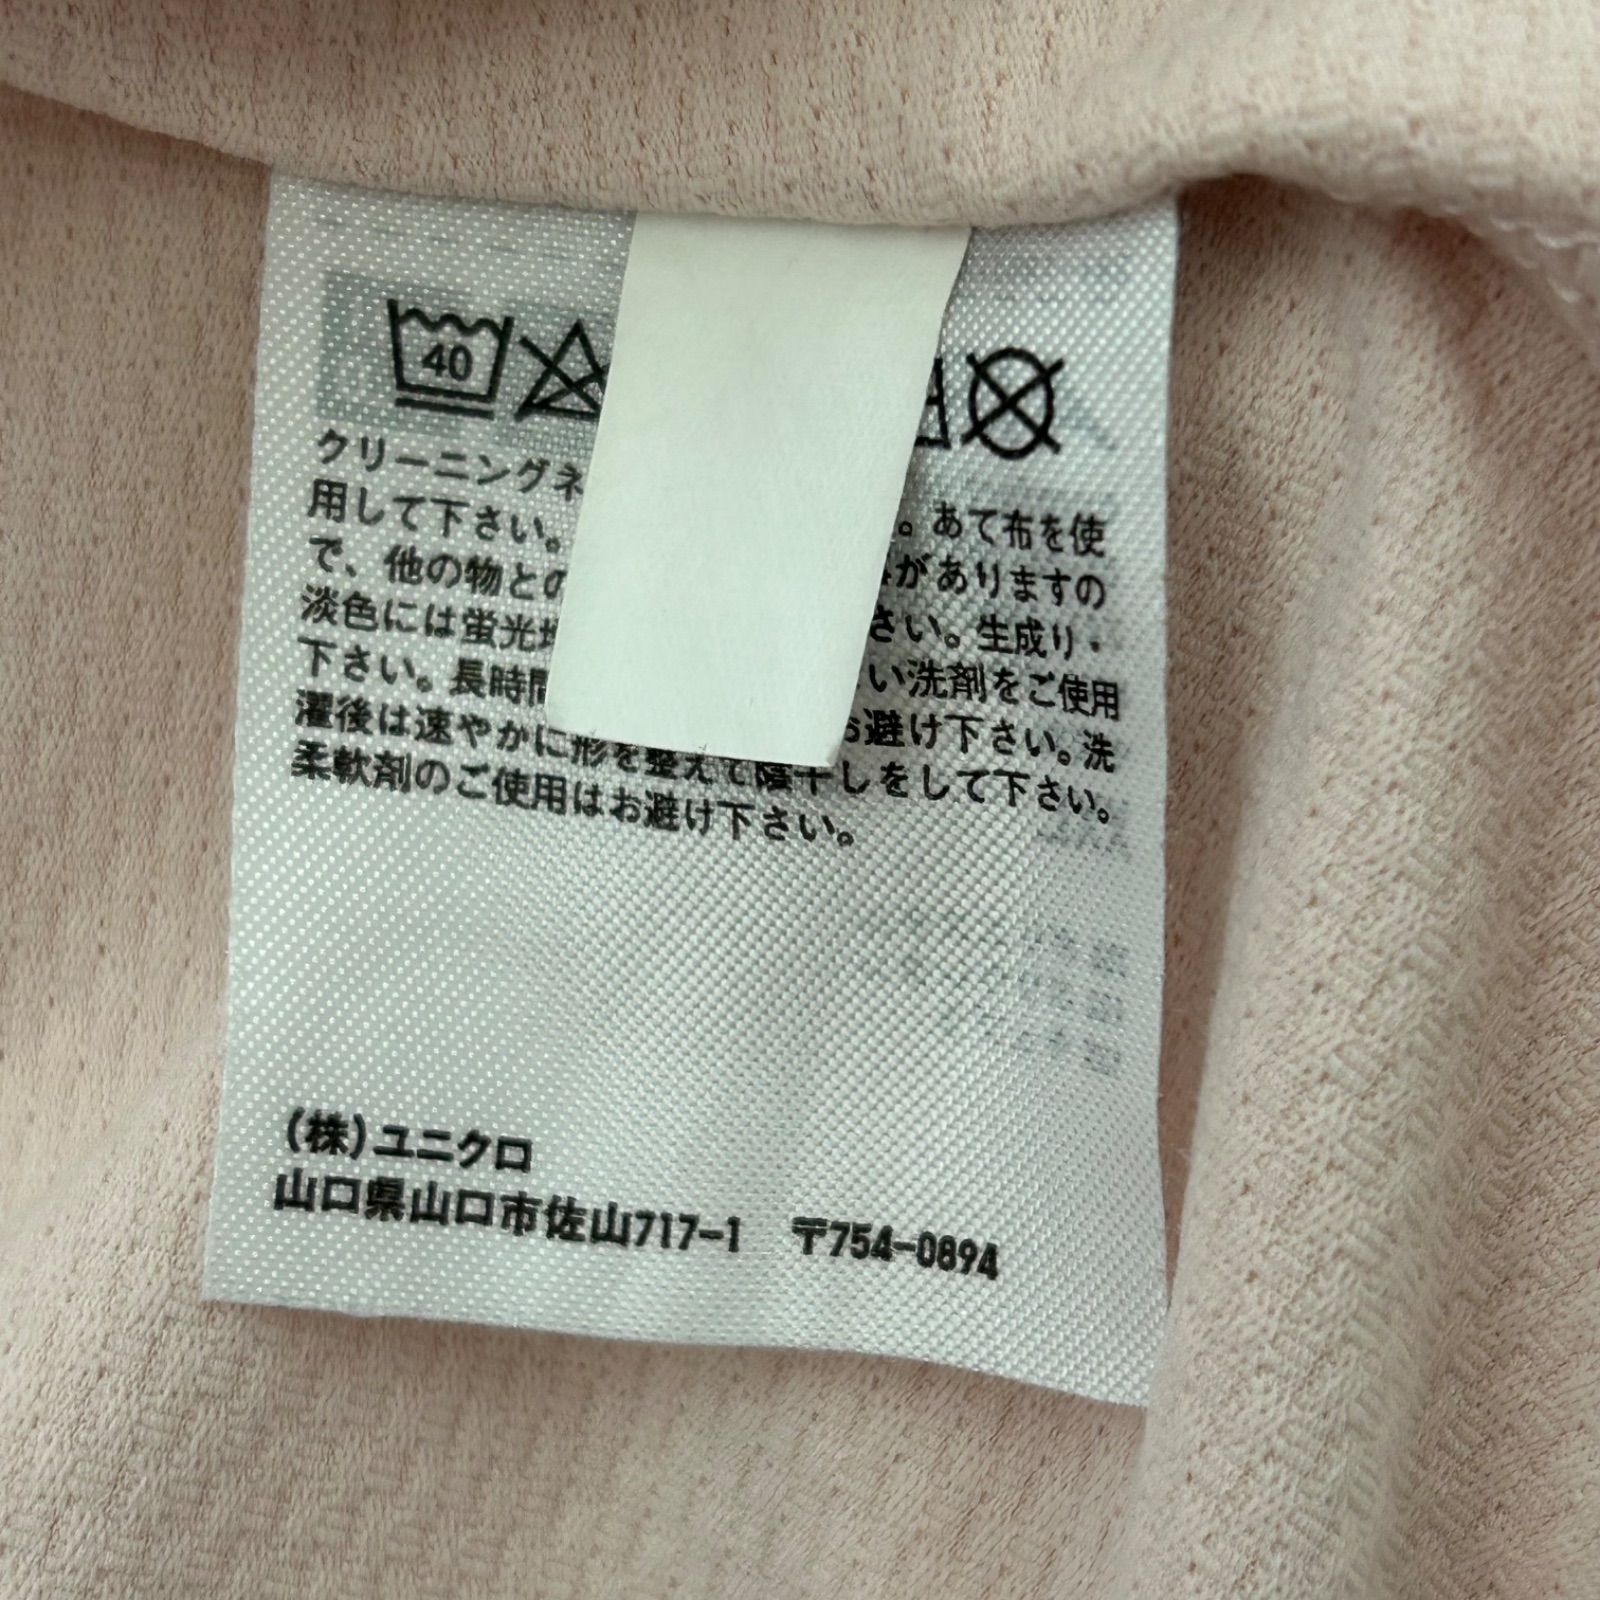 40
クリーニングネ
用して下さい。 。あて布を使
で、他の物との がありますの
淡色には蛍光 さい。生成り・
下さい。長時間 い洗剤をご使用
濯後は速やかに形を整えて陰干しをして下さい。 お避け下さい。洗
柔軟剤のご使用はお避け下さい。
(株)ユニクロ
山口県山口市佐山717-1 〒754-0894